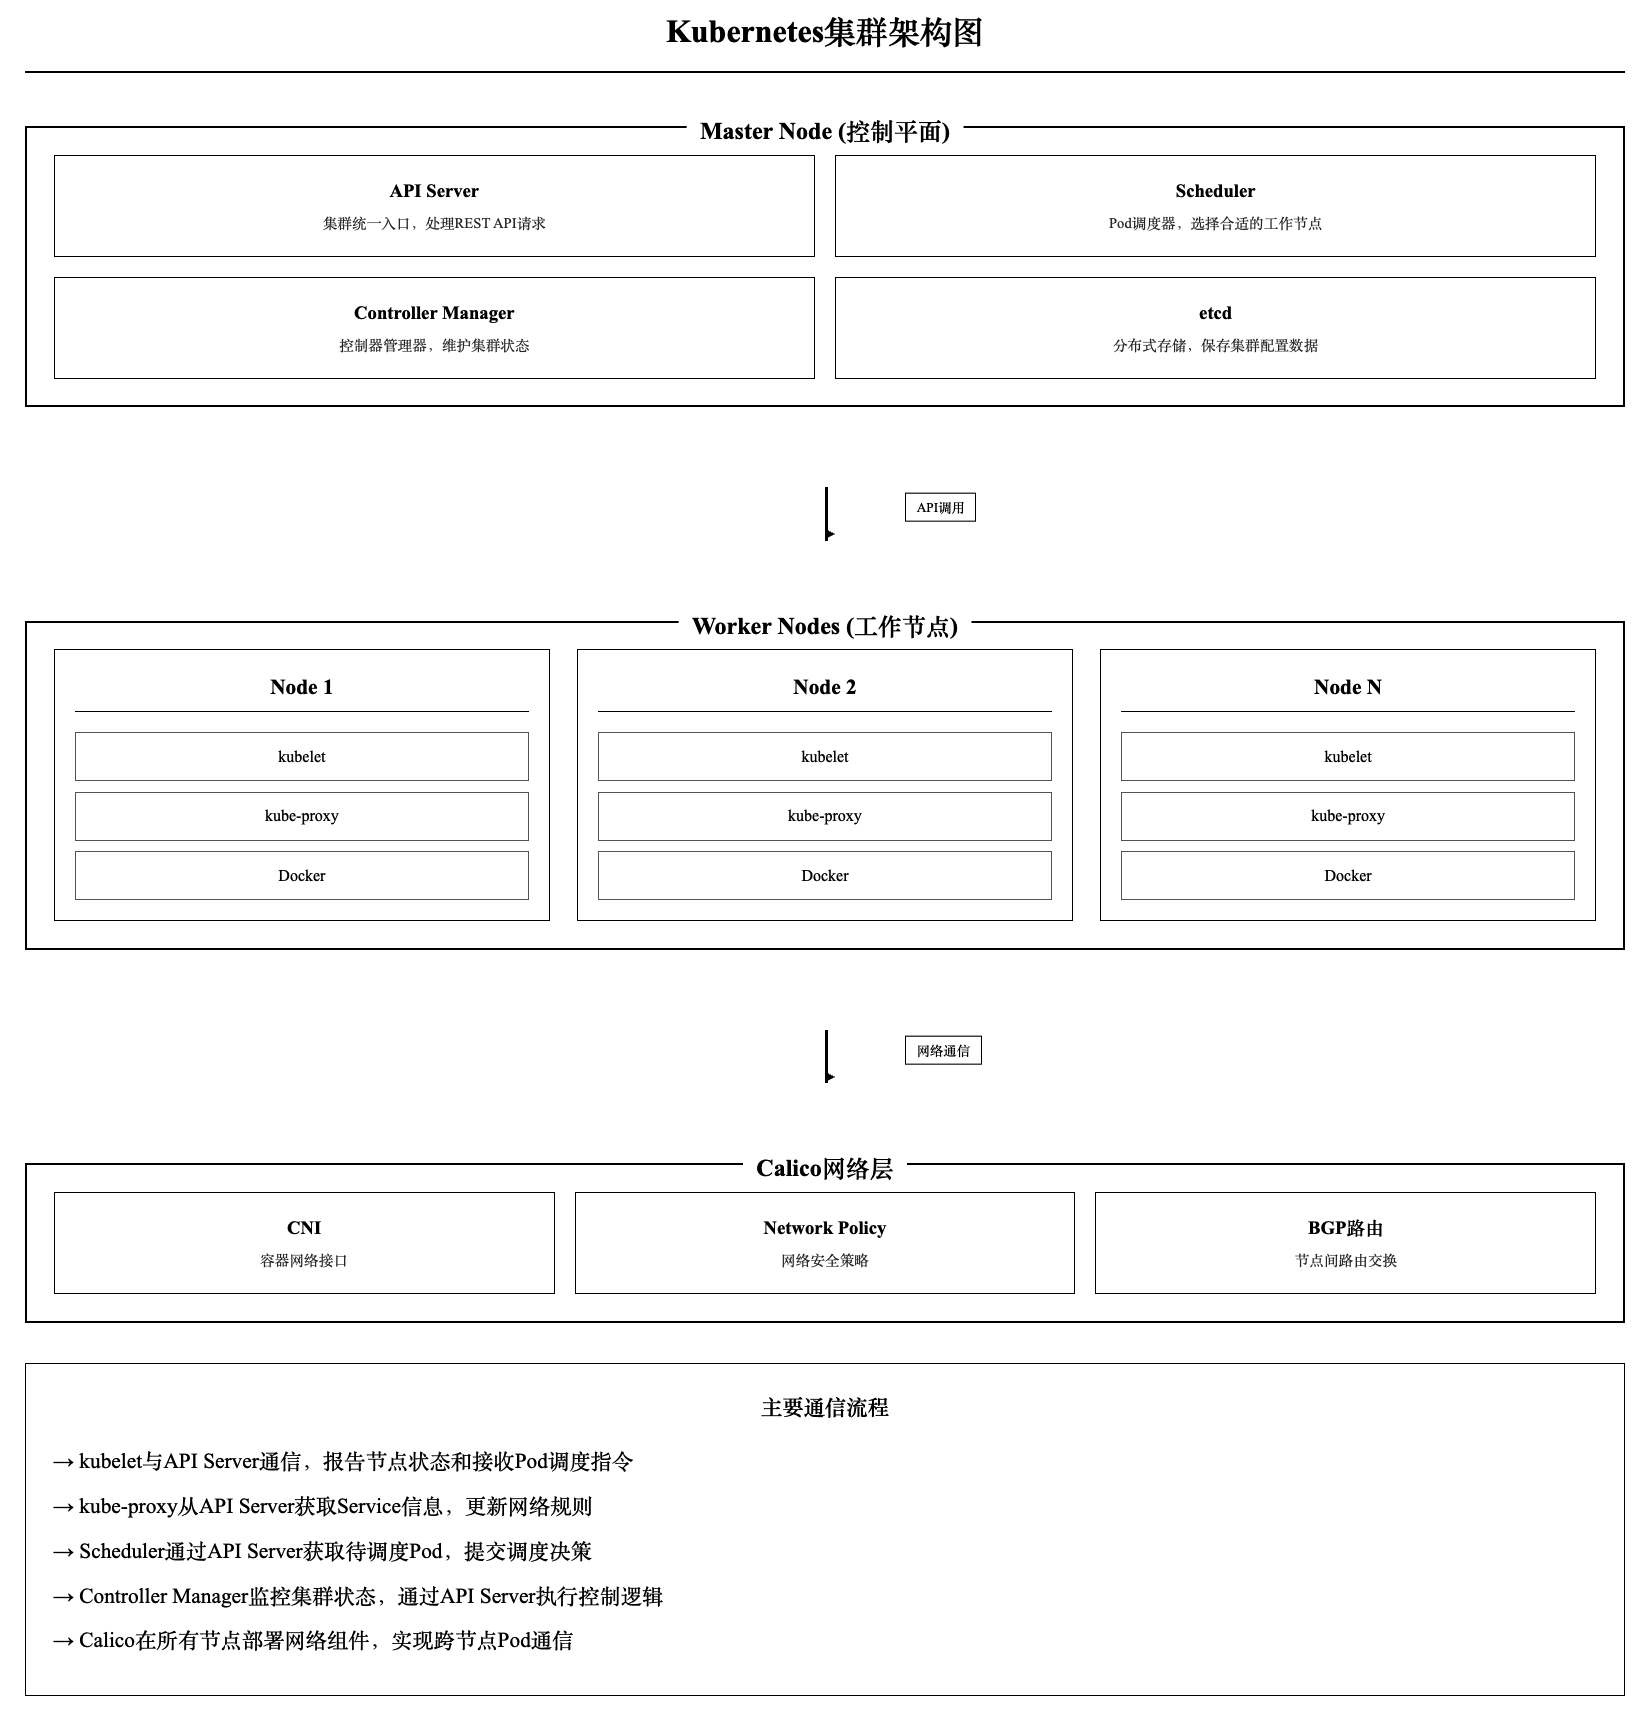 Kubernetes集群架构图
Master Node (控制平面)
API Server
集群统一入口，处理REST API请求
Scheduler
Pod调度器，选择合适的工作节点
Controller Manager
控制器管理器，维护集群状态
etcd
分布式存储，保存集群配置数据
API调用
Worker Nodes (工作节点)
Node 1
kubelet
kube-proxy
Docker
Node 2
kubelet
kube-proxy
Docker
Node N
kubelet
kube-proxy
Docker
网络通信
Calico网络层
CNI
容器网络接口
Network Policy
网络安全策略
BGP路由
节点间路由交换
主要通信流程
→ kubelet与API Server通信，报告节点状态和接收Pod调度指令
→ kube-proxy从API Server获取Service信息，更新网络规则
→ Scheduler通过API Server获取待调度Pod，提交调度决策
→ Controller Manager监控集群状态，通过API Server执行控制逻辑
→ Calico在所有节点部署网络组件，实现跨节点Pod通信